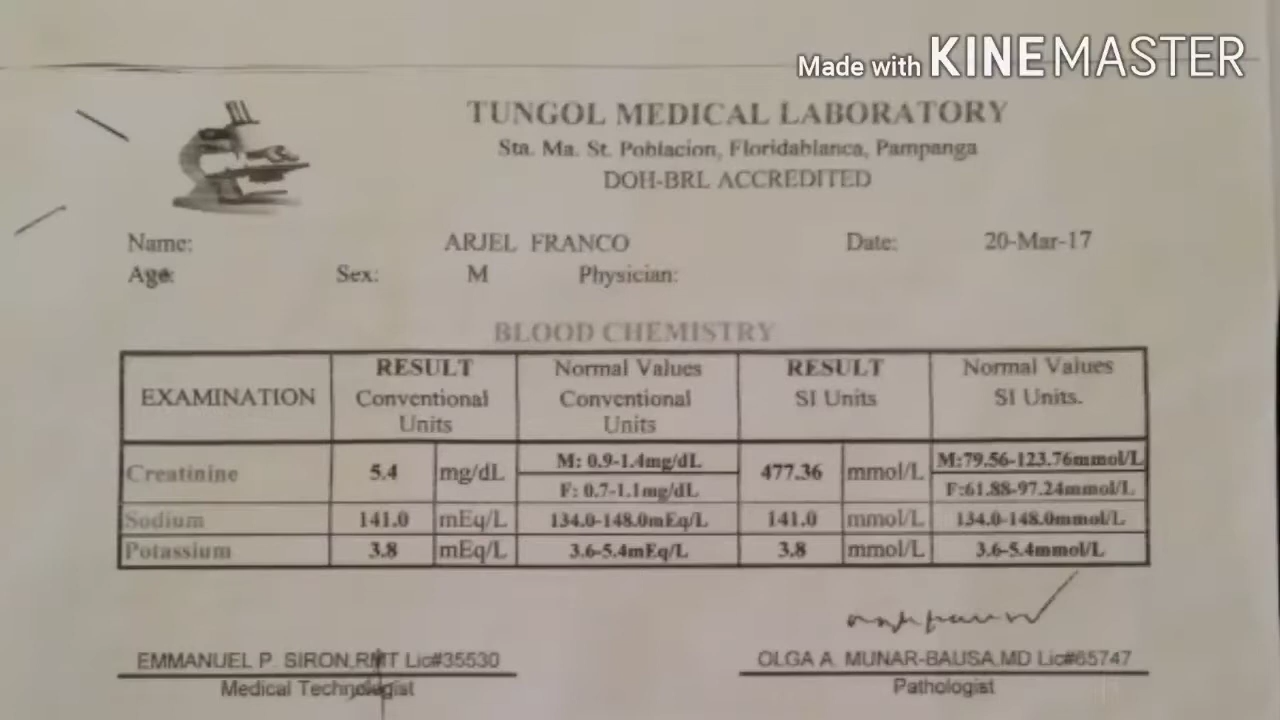 Made with KINEMASTER
TUNGOL MEDICAL LABORATORY
Sta. Ma. St. Poblacion, Floridablanca, Pampanga
DOH-BRL ACCREDITED
Name: ARJEL FRANCO Date: 20-Mar-17
Age: Sex: M Physician:
BLOOD CHEMISTRY
EXAMINATION RESULT Conventional Units Normal Values Conventional Units RESULT SI Units Normal Values SI Units.
Creatinine 5.4 mg/dL M: 0.9-1.4mg/dL F: 0.7-1.1mg/dL 477.36 mmol/L M:79.56-123.76mmol/L F:61.88-97.24mmol/L
Sodium 141.0 mEq/L 134.0-148.0mEq/L 141.0 mmol/L 134.0-148.0mmol/L
Potassium 3.8 mEq/L 3.6-5.4mEq/L 3.8 mmol/L 3.6-5.4mmol/L
EMMANUEL P. SIRON,RMT Lic#35530 OLGA A. MUNAR-BAUSA,MD Lic#65747
Medical Technologist Pathologist